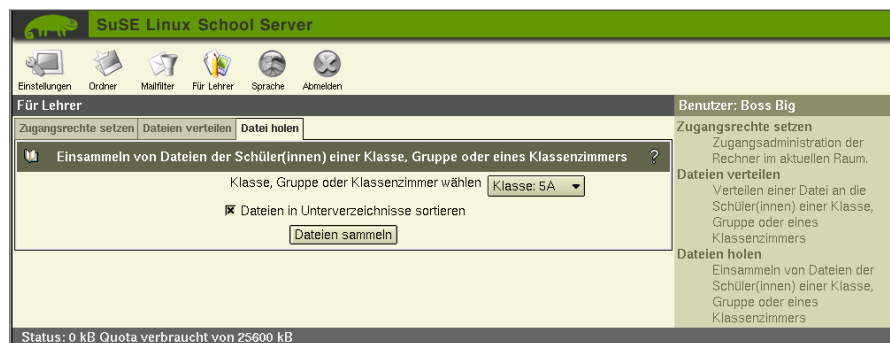 SuSE Linux School Server
Einstellungen Ordner Mailfilter Für Lehrer Sprache Abmelden
Für Lehrer
Zugangsrechte setzen Dateien verteilen Datei holen
Einsammeln von Dateien der Schüler(innen) einer Klasse, Gruppe oder eines Klassenzimmers ?
Klasse, Gruppe oder Klassenzimmer wählen Klasse: 5A
Dateien in Unterverzeichnisse sortieren
Dateien sammeln
Benutzer: Boss Big
Zugangsrechte setzen
Zugangsadministration der
Rechner im aktuellen Raum.
Dateien verteilen
Verteilen einer Datei an die
Schüler(innen) einer Klasse,
Gruppe oder eines
Klassenzimmers
Dateien holen
Einsammeln von Dateien der
Schüler(innen) einer Klasse,
Gruppe oder eines
Klassenzimmers
Status: 0 kB Quota verbraucht von 25600 kB